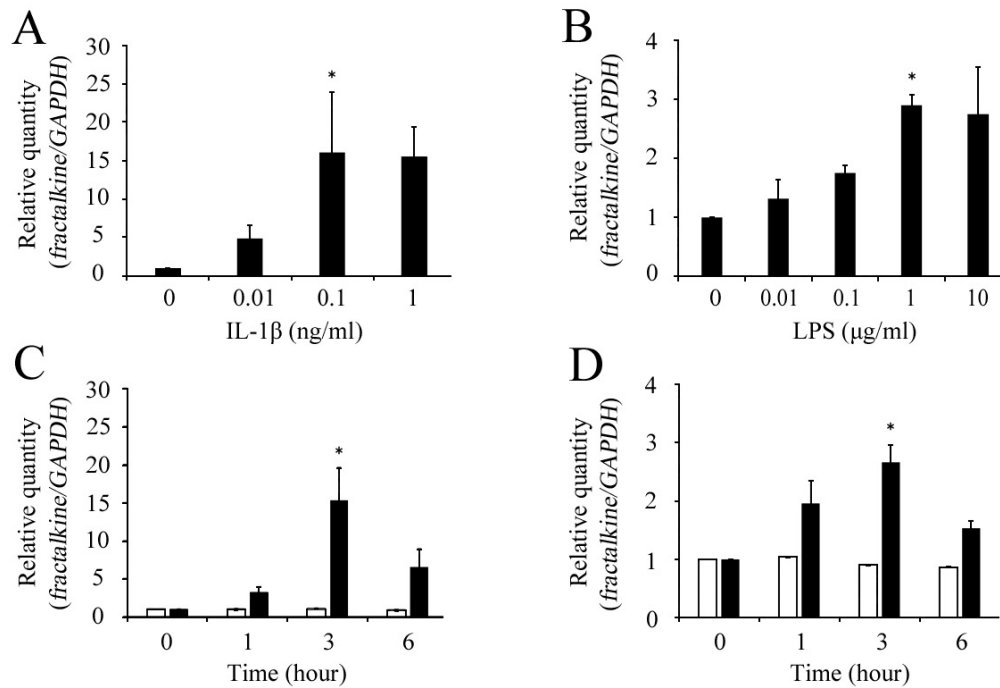 A
Relative quantity
(fractalkine/GAPDH)
30
25
20
15
10
5
0
*
0 0.01 0.1 1
IL-1β (ng/ml)
B
Relative quantity
(fractalkine/GAPDH)
4
3
2
1
0
*
0 0.01 0.1 1 10
LPS (μg/ml)
C
Relative quantity
(fractalkine/GAPDH)
30
25
20
15
10
5
0
*
0 1 3 6
Time (hour)
D
Relative quantity
(fractalkine/GAPDH)
4
3
2
1
0
*
0 1 3 6
Time (hour)